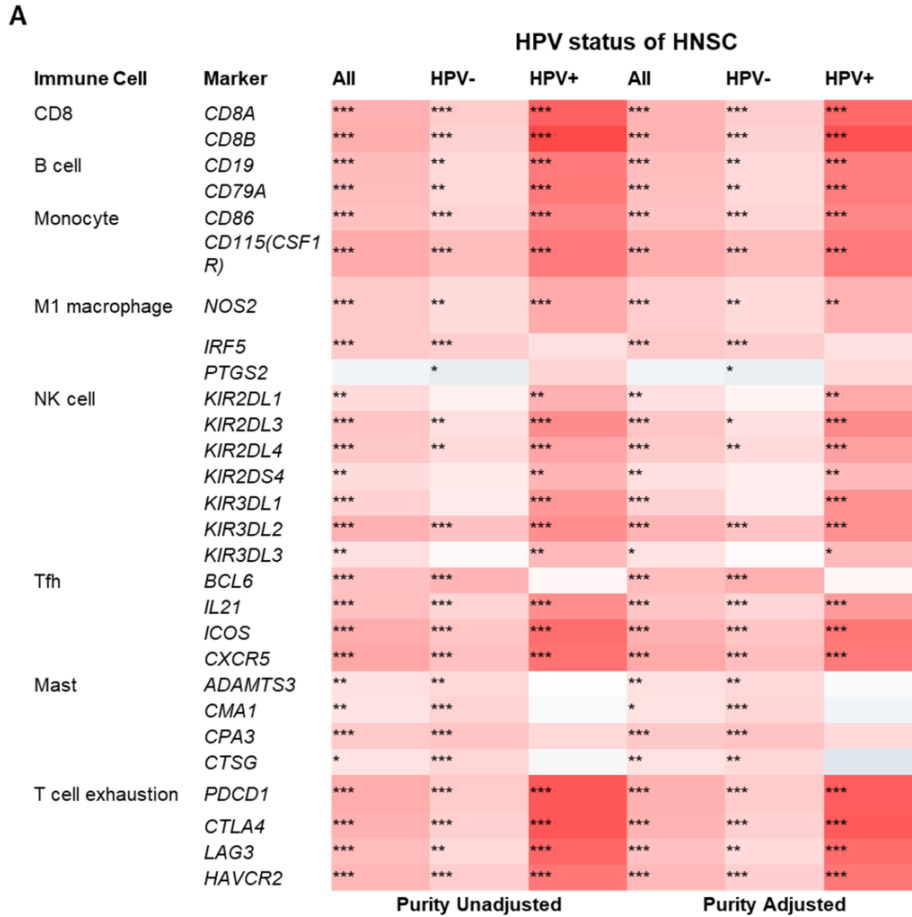 A
HPV status of HNSC
Immune Cell Marker All HPV- HPV+ All HPV- HPV+
CD8 CD8A *** *** *** *** *** ***
CD8B *** *** *** *** *** ***
B cell CD19 *** ** *** *** ** ***
CD79A *** ** *** *** ** ***
Monocyte CD86 *** *** *** *** *** ***
CD115(CSF1
R) *** *** *** *** *** ***
M1 macrophage NOS2 *** ** *** *** ** **
IRF5 *** *** *** ***
PTGS2 * *
NK cell KIR2DL1 ** ** ** **
KIR2DL3 *** ** *** *** * ***
KIR2DL4 *** ** *** *** ** ***
KIR2DS4 ** ** ** **
KIR3DL1 *** *** *** ***
KIR3DL2 *** *** *** *** *** ***
KIR3DL3 ** ** * *
Tfh BCL6 *** *** *** ***
IL21 *** *** *** *** *** ***
ICOS *** *** *** *** *** ***
CXCR5 *** *** *** *** *** ***
Mast ADAMTS3 ** ** ** **
CMA1 ** *** * ***
CPA3 *** *** *** ***
CTSG * *** ** **
T cell exhaustion PDCD1 *** *** *** *** *** ***
CTLA4 *** *** *** *** *** ***
LAG3 *** ** *** *** ** ***
HAVCR2 *** *** *** *** *** ***
Purity Unadjusted Purity Adjusted